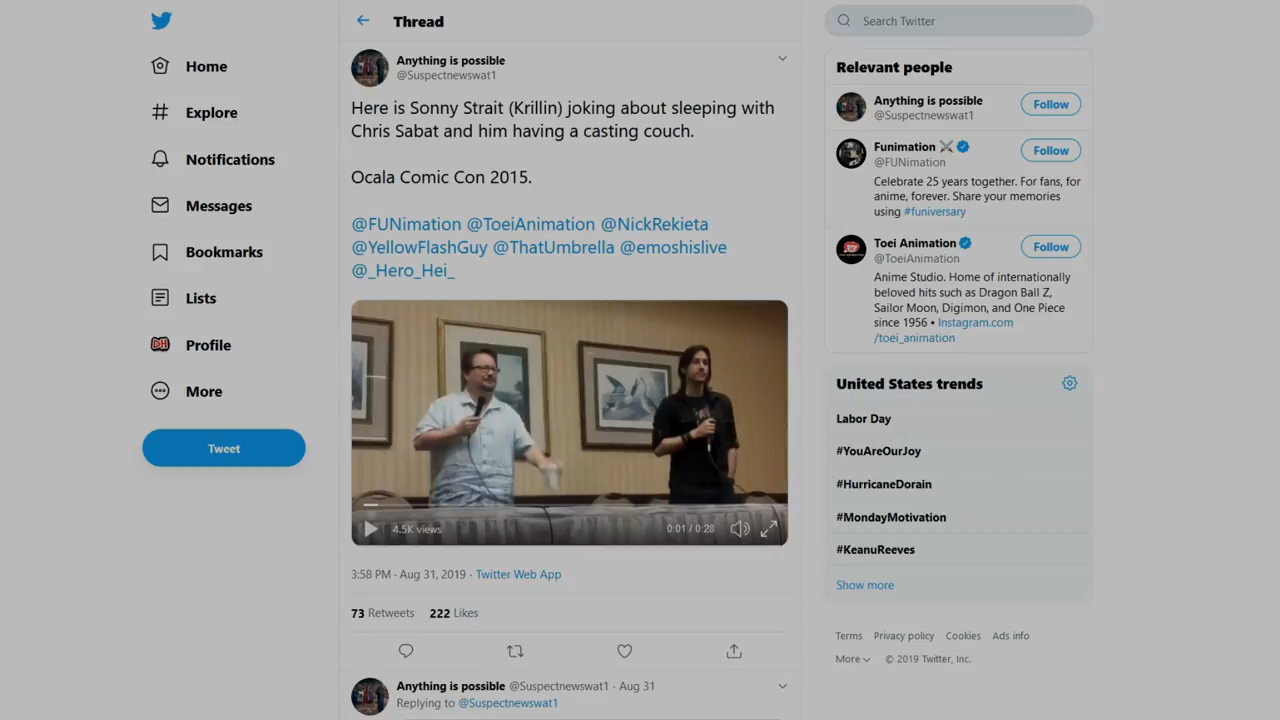 Home
Explore
Notifications
Messages
Bookmarks
Lists
DH
Profile
More
Tweet
Thread
Anything is possible
@Suspectnewswat1
Here is Sonny Strait (Krillin) joking about sleeping with
Chris Sabat and him having a casting couch.
Ocala Comic Con 2015.
@FUNimation @ToeiAnimation @NickRekieta
@YellowFlashGuy @ThatUmbrella @emoshislive
@_Hero_Hei_
4.5K views
0:01 / 0:28
3:58 PM · Aug 31, 2019 · Twitter Web App
73 Retweets 222 Likes
Anything is possible @Suspectnewswat1 · Aug 31
Replying to @Suspectnewswat1
Search Twitter
Relevant people
Anything is possible
@Suspectnewswat1
Follow
Funimation
@FUNimation
Follow
Celebrate 25 years together. For fans, for
anime, forever. Share your memories
using #funiversary
Toei Animation
@ToeiAnimation
Follow
Anime Studio. Home of internationally
beloved hits such as Dragon Ball Z,
Sailor Moon, Digimon, and One Piece
since 1956 • Instagram.com
/toei_animation
United States trends
Labor Day
#YouAreOurJoy
#HurricaneDorain
#MondayMotivation
#KeanuReeves
Show more
Terms Privacy policy Cookies Ads info
More © 2019 Twitter, Inc.